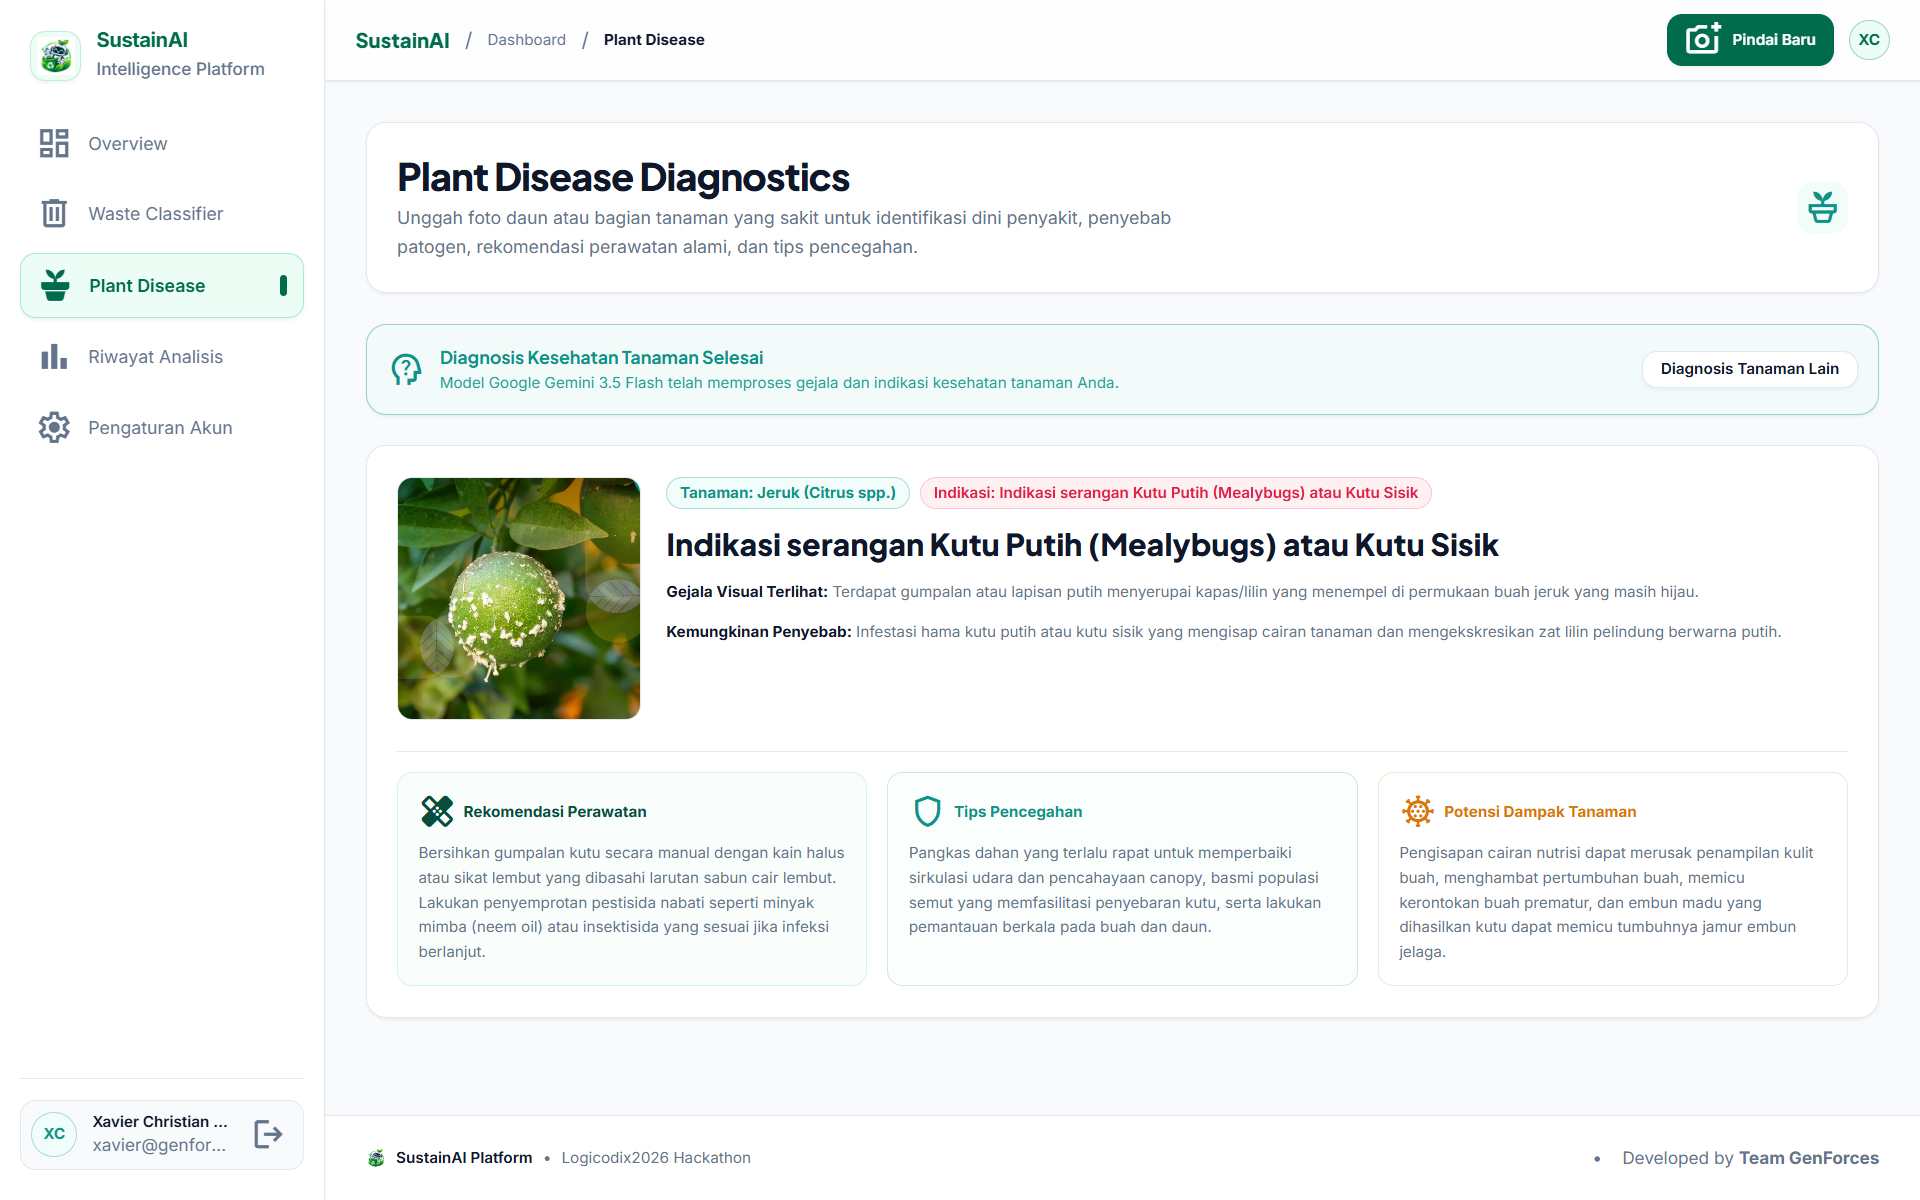 SustainAI
Intelligence Platform
Overview
Waste Classifier
Plant Disease
Riwayat Analisis
Pengaturan Akun
XC
Xavier Christian ...
xavier@genfor...
SustainAI / Dashboard / Plant Disease
Pindai Baru
XC
Plant Disease Diagnostics
Unggah foto daun atau bagian tanaman yang sakit untuk identifikasi dini penyakit, penyebab
patogen, rekomendasi perawatan alami, dan tips pencegahan.
Diagnosis Kesehatan Tanaman Selesai
Model Google Gemini 3.5 Flash telah memproses gejala dan indikasi kesehatan tanaman Anda.
Diagnosis Tanaman Lain
Tanaman: Jeruk (Citrus spp.)
Indikasi: Indikasi serangan Kutu Putih (Mealybugs) atau Kutu Sisik
Indikasi serangan Kutu Putih (Mealybugs) atau Kutu Sisik
Gejala Visual Terlihat: Terdapat gumpalan atau lapisan putih menyerupai kapas/lilin yang menempel di permukaan buah jeruk yang masih hijau.
Kemungkinan Penyebab: Infestasi hama kutu putih atau kutu sisik yang mengisap cairan tanaman dan mengekskresikan zat lilin pelindung berwarna putih.
Rekomendasi Perawatan
Bersihkan gumpalan kutu secara manual dengan kain halus
atau sikat lembut yang dibasahi larutan sabun cair lembut.
Lakukan penyemprotan pestisida nabati seperti minyak
mimba (neem oil) atau insektisida yang sesuai jika infeksi
berlanjut.
Tips Pencegahan
Pangkas dahan yang terlalu rapat untuk memperbaiki
sirkulasi udara dan pencahayaan canopy, basmi populasi
semut yang memfasilitasi penyebaran kutu, serta lakukan
pemantauan berkala pada buah dan daun.
Potensi Dampak Tanaman
Pengisapan cairan nutrisi dapat merusak penampilan kulit
buah, menghambat pertumbuhan buah, memicu
kerontokan buah prematur, dan embun madu yang
dihasilkan kutu dapat memicu tumbuhnya jamur embun
jelaga.
SustainAI Platform • Logicodix2026 Hackathon
• Developed by Team GenForces